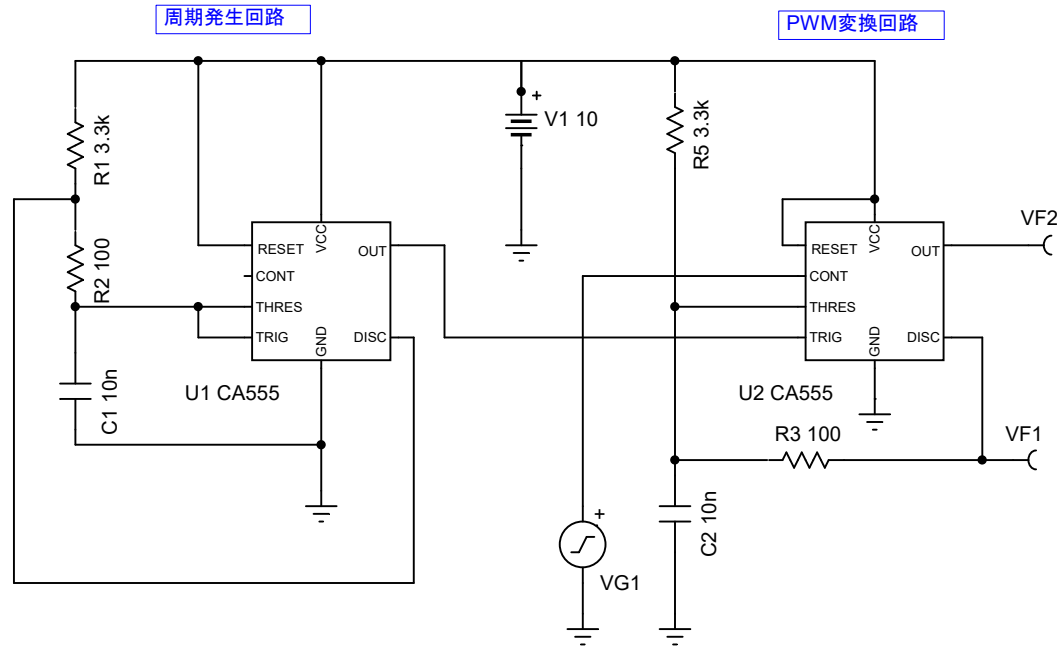 周期発生回路
PWM変換回路
R1 3.3k
R2 100
C1 10n
RESET
CONT
THRES
TRIG
VCC
GND
OUT
DISC
U1 CA555
V1 10
+
R5 3.3k
RESET
CONT
THRES
TRIG
VCC
GND
OUT
DISC
U2 CA555
VF2
R3 100
VF1
C2 10n
+
VG1